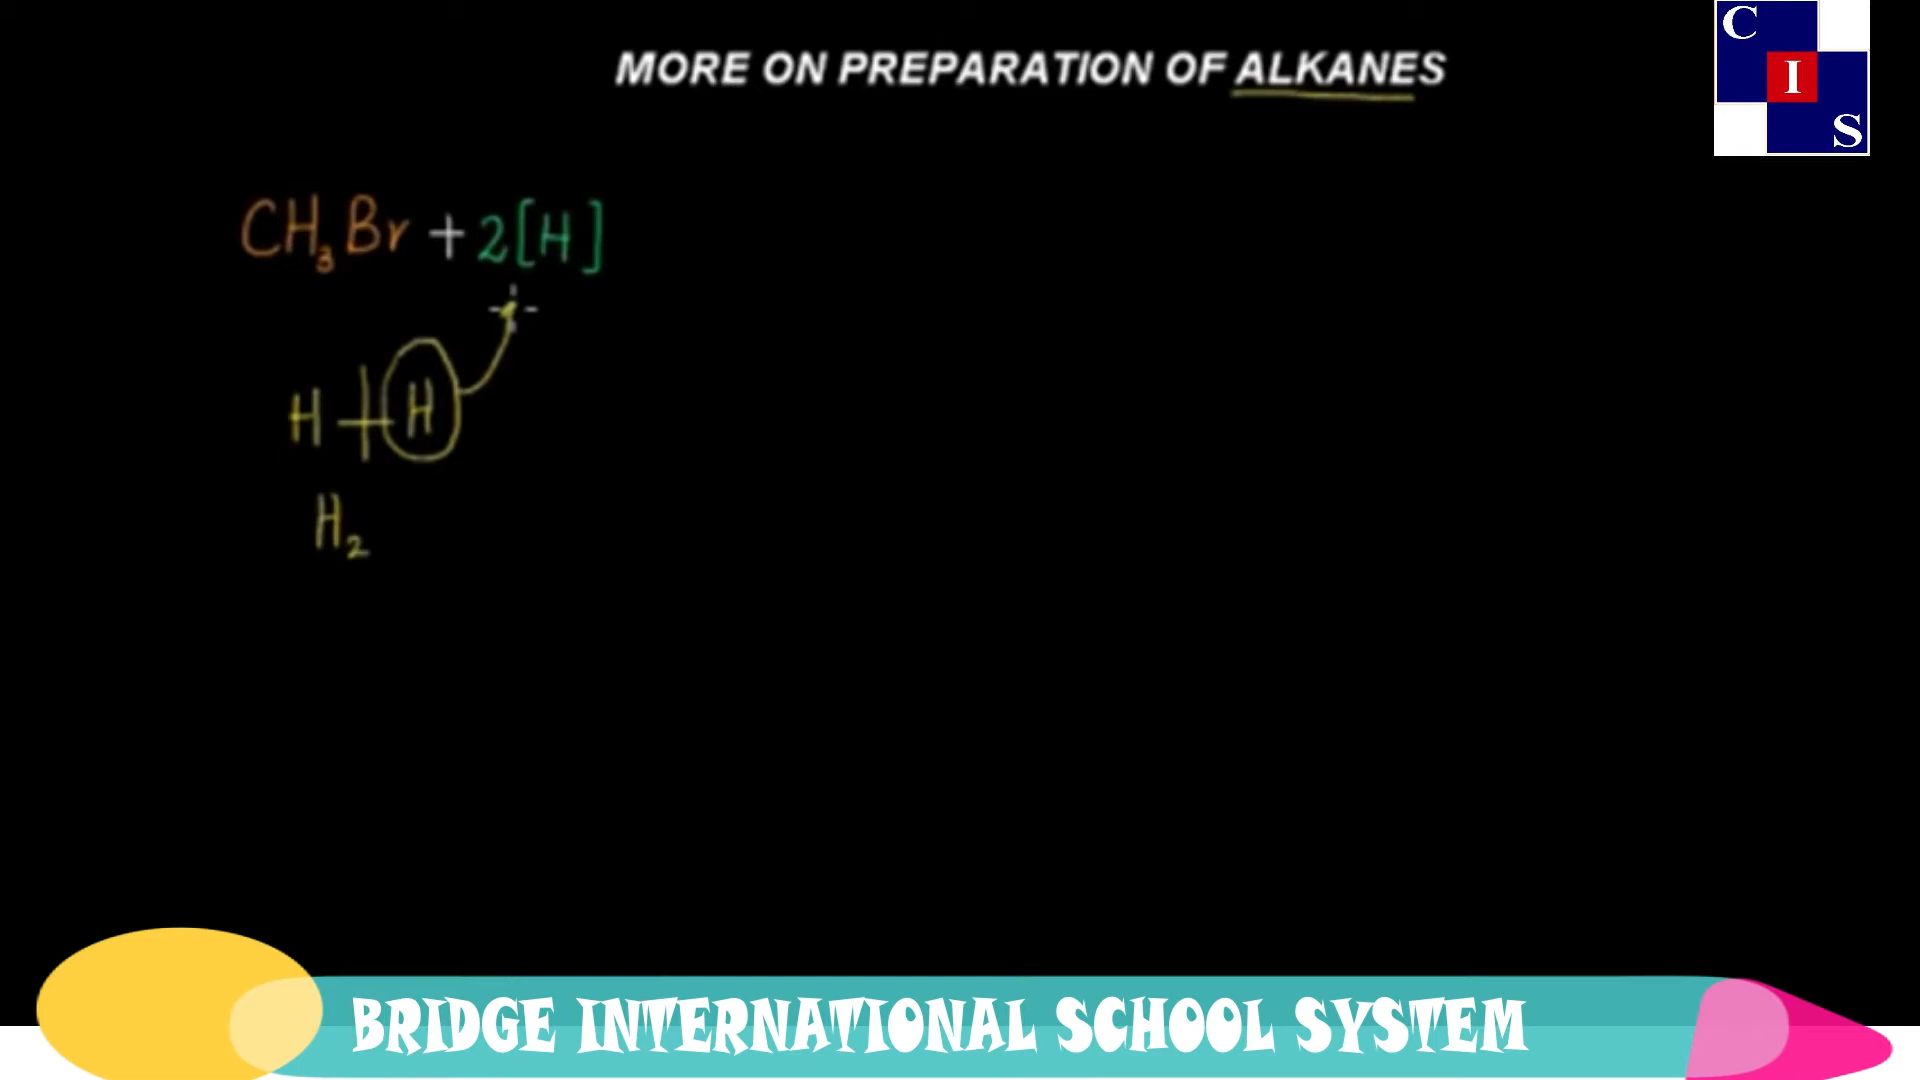 MORE ON PREPARATION OF ALKANES
C
I
S
CH₃Br + 2[H]
H - H
H₂
BRIDGE INTERNATIONAL SCHOOL SYSTEM